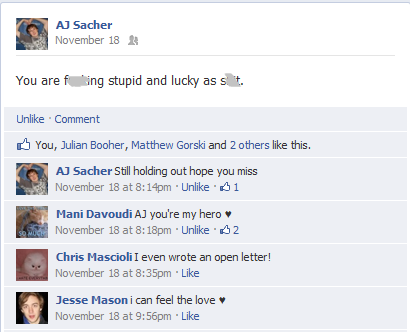 AJ Sacher
November 18
You are f ing stupid and lucky as s t.
Unlike · Comment
You, Julian Booher, Matthew Gorski and 2 others like this.
AJ Sacher Still holding out hope you miss
November 18 at 8:14pm · Unlike · 1
Mani Davoudi AJ you're my hero ♥
November 18 at 8:18pm · Unlike · 2
Chris Mascioli I even wrote an open letter!
November 18 at 8:35pm · Like
Jesse Mason i can feel the love ♥
November 18 at 9:56pm · Like